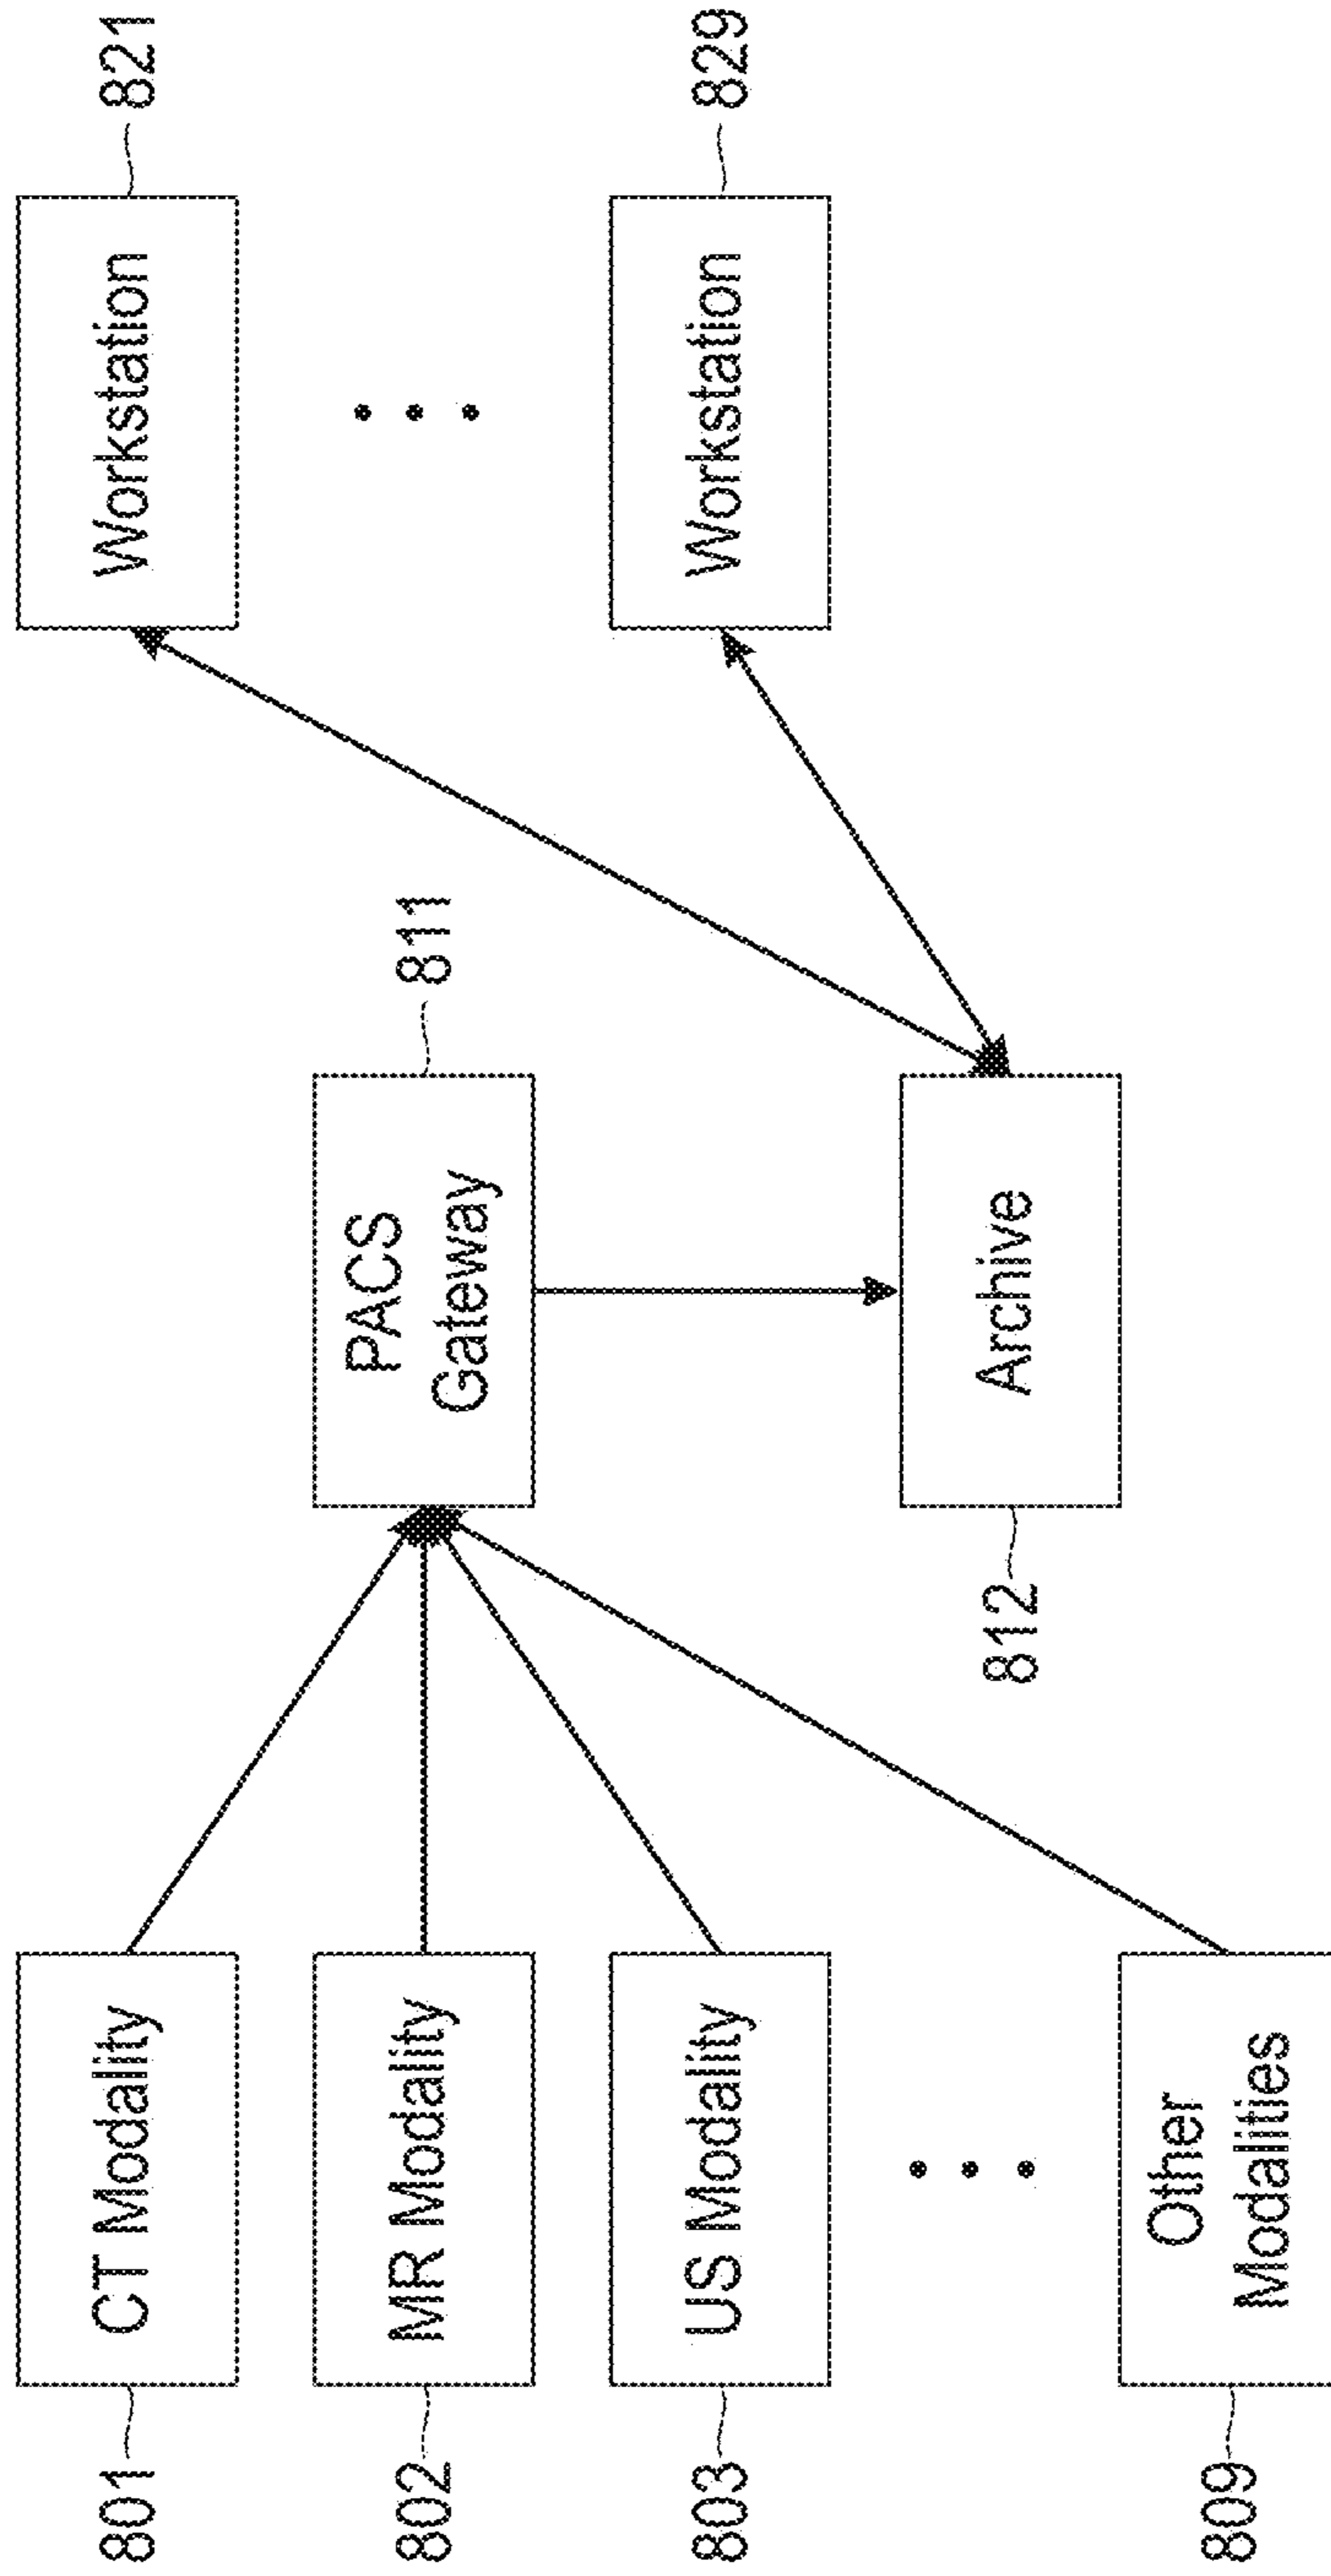 801
CT Modality
802
MR Modality
803
US Modality
809
Other
Modalities
PACS
Gateway
811
812
Archive
Workstation
821
Workstation
829